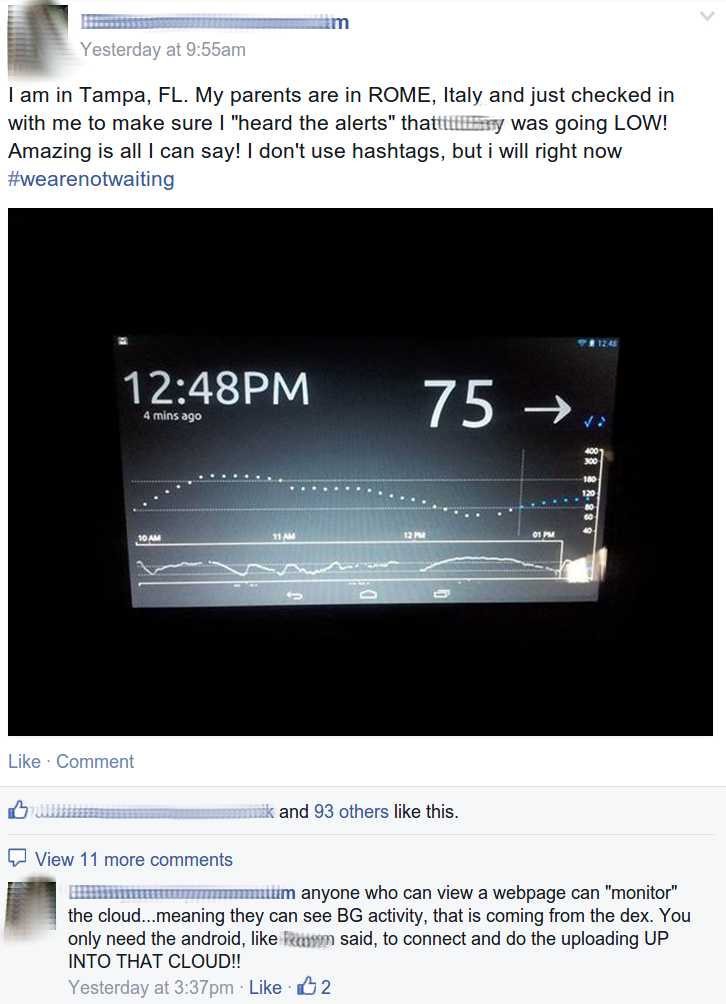 m
Yesterday at 9:55am
I am in Tampa, FL. My parents are in ROME, Italy and just checked in
with me to make sure I "heard the alerts" that y was going LOW!
Amazing is all I can say! I don't use hashtags, but i will right now
#wearenotwaiting
12:48
12:48PM
4 mins ago
75 →
400
300
180
120
80
60
40
10 AM 11 AM 12 PM 01 PM
Like · Comment
k and 93 others like this.
View 11 more comments
m anyone who can view a webpage can "monitor"
the cloud...meaning they can see BG activity, that is coming from the dex. You
only need the android, like said, to connect and do the uploading UP
INTO THAT CLOUD!!
Yesterday at 3:37pm · Like · 2